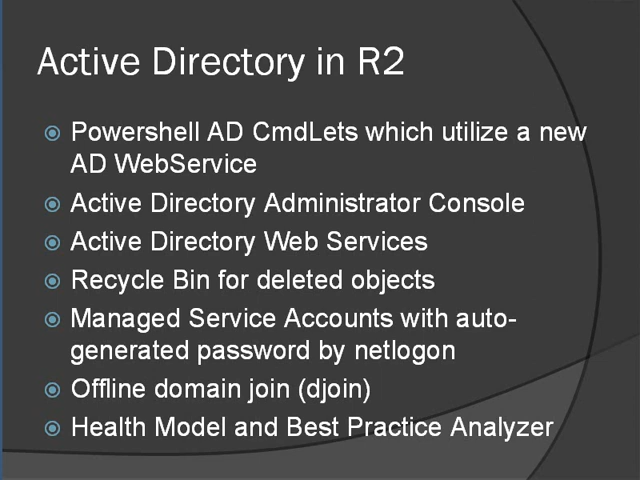 Active Directory in R2
Powershell AD CmdLets which utilize a new
AD WebService
Active Directory Administrator Console
Active Directory Web Services
Recycle Bin for deleted objects
Managed Service Accounts with auto-
generated password by netlogon
Offline domain join (djoin)
Health Model and Best Practice Analyzer